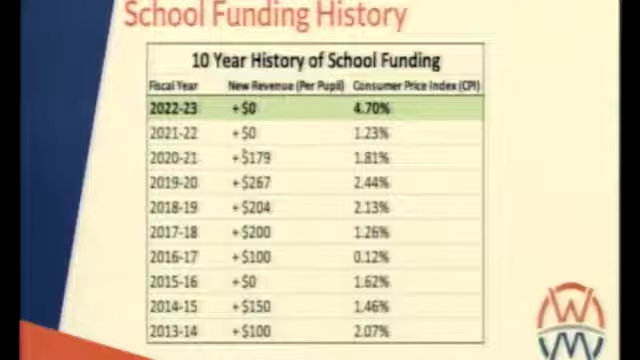 School Funding History
10 Year History of School Funding
Fiscal Year New Revenue (Per Pupil) Consumer Price Index (CPI)
2022-23 +$0 4.70%
2021-22 +$0 1.23%
2020-21 +$179 1.81%
2019-20 +$267 2.44%
2018-19 +$204 2.13%
2017-18 +$200 1.26%
2016-17 +$100 0.12%
2015-16 +$0 1.62%
2014-15 +$150 1.46%
2013-14 +$100 2.07%
W
M